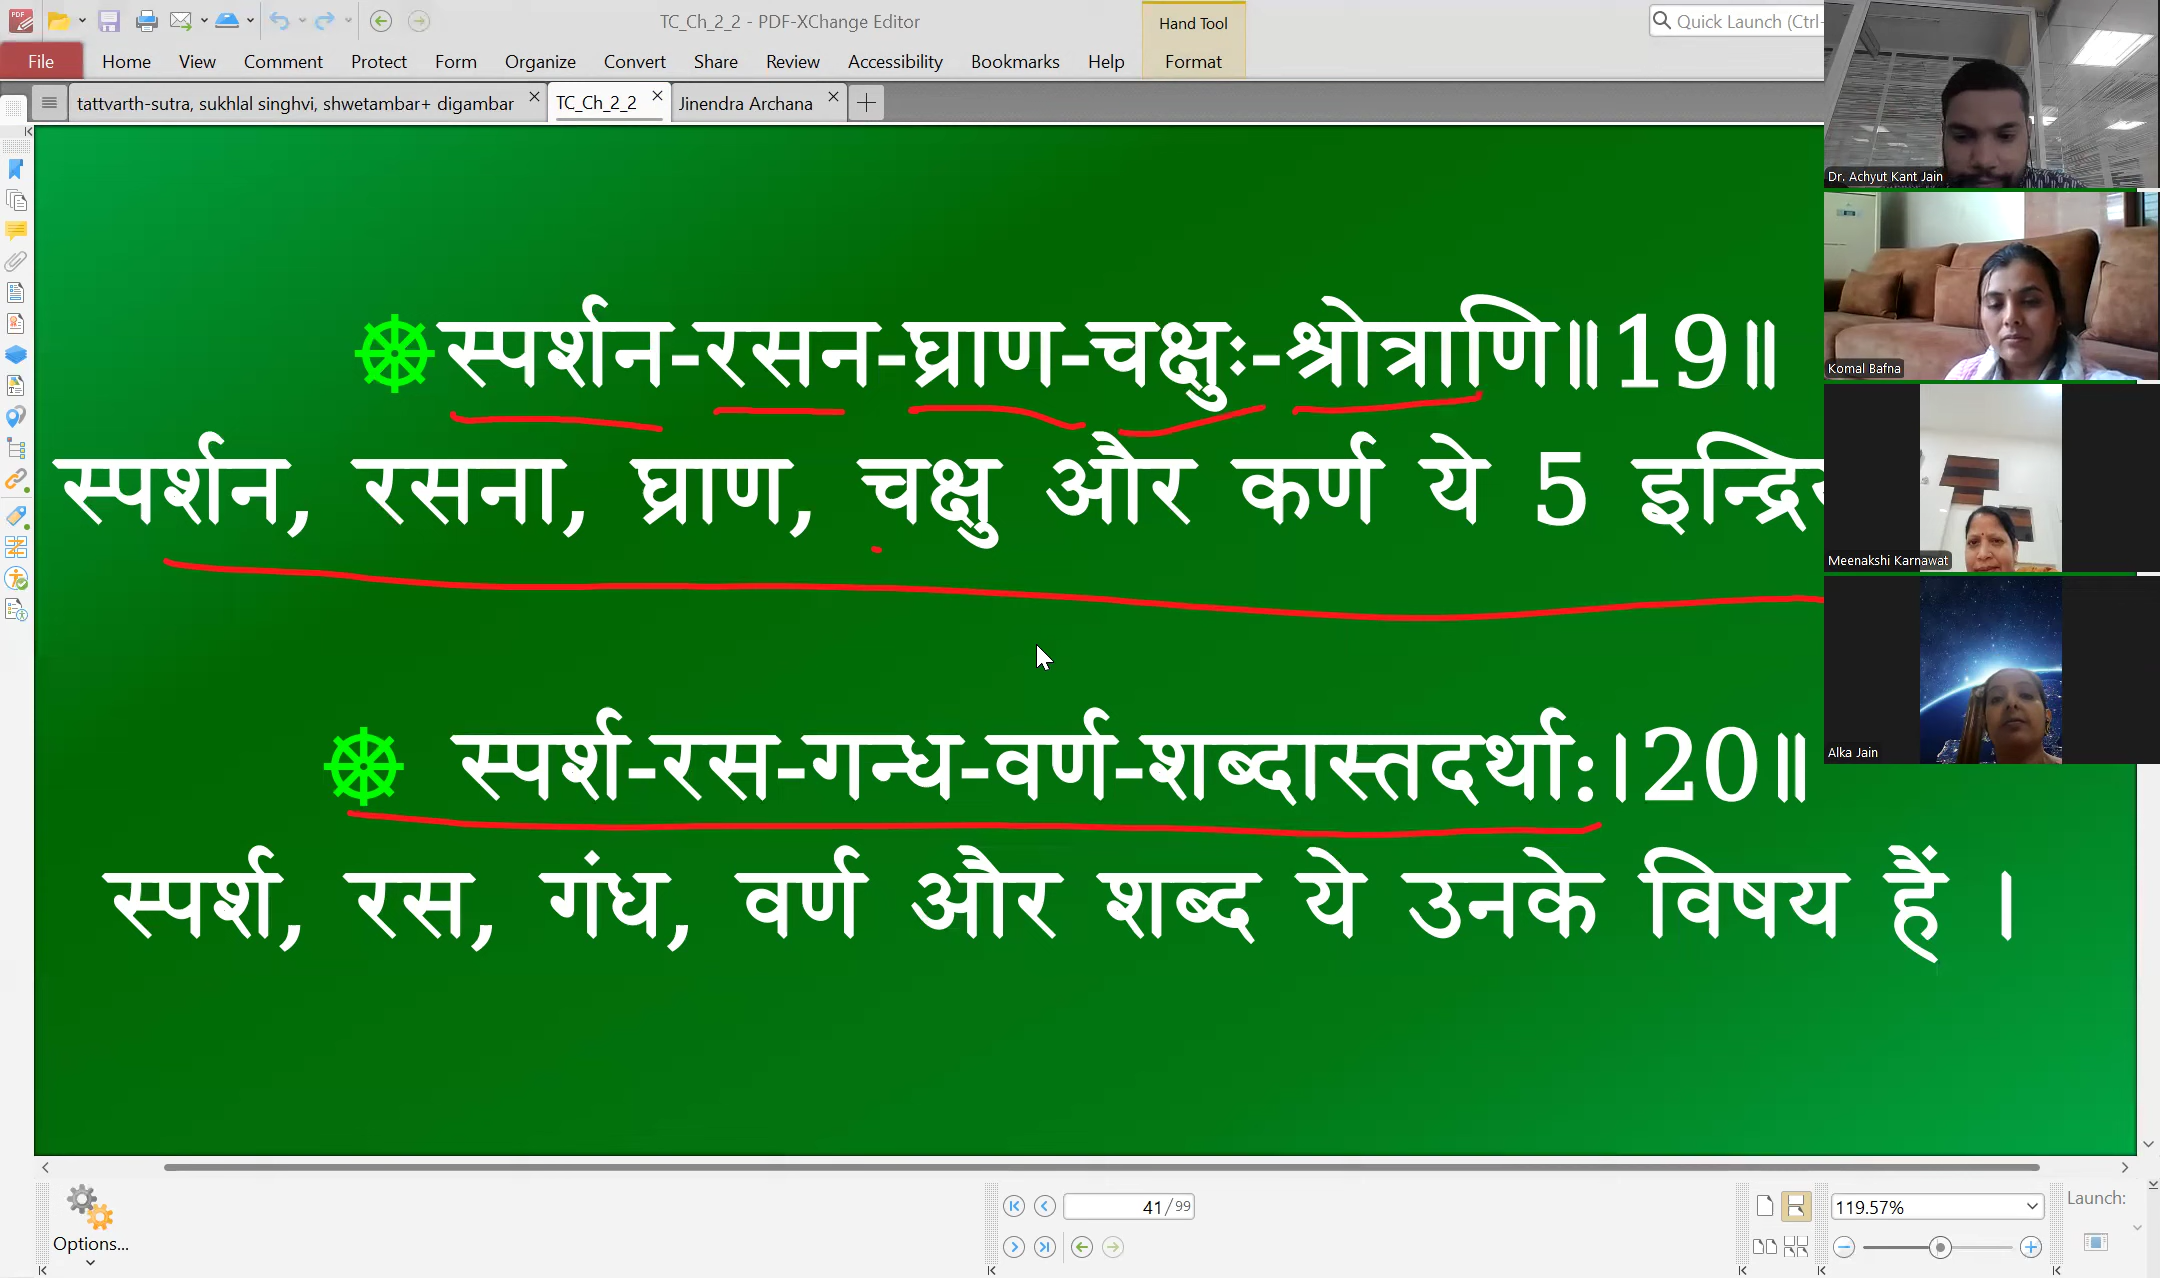 TC_Ch_2_2 - PDF-XChange Editor
Hand Tool
Quick Launch (Ctrl-
File Home View Comment Protect Form Organize Convert Share Review Accessibility Bookmarks Help Format
tattvarth-sutra, sukhlal singhvi, shwetambar+ digambar TC_Ch_2_2 Jinendra Archana
स्पर्शन-रसन-घ्राण-चक्षुः-श्रोत्राणि॥19॥
स्पर्शन, रसना, घ्राण, चक्षु और कर्ण ये 5
स्पर्श-रस-गन्ध-वर्ण-शब्दास्तदर्था:।20॥
स्पर्श, रस, गंध, वर्ण और शब्द ये उनके विषय हैं ।
Dr. Achyut Kant Jain
Komal Bafna
Meenakshi Karnawat
Alka Jain
Options...
41/99
119.57%
Launch: